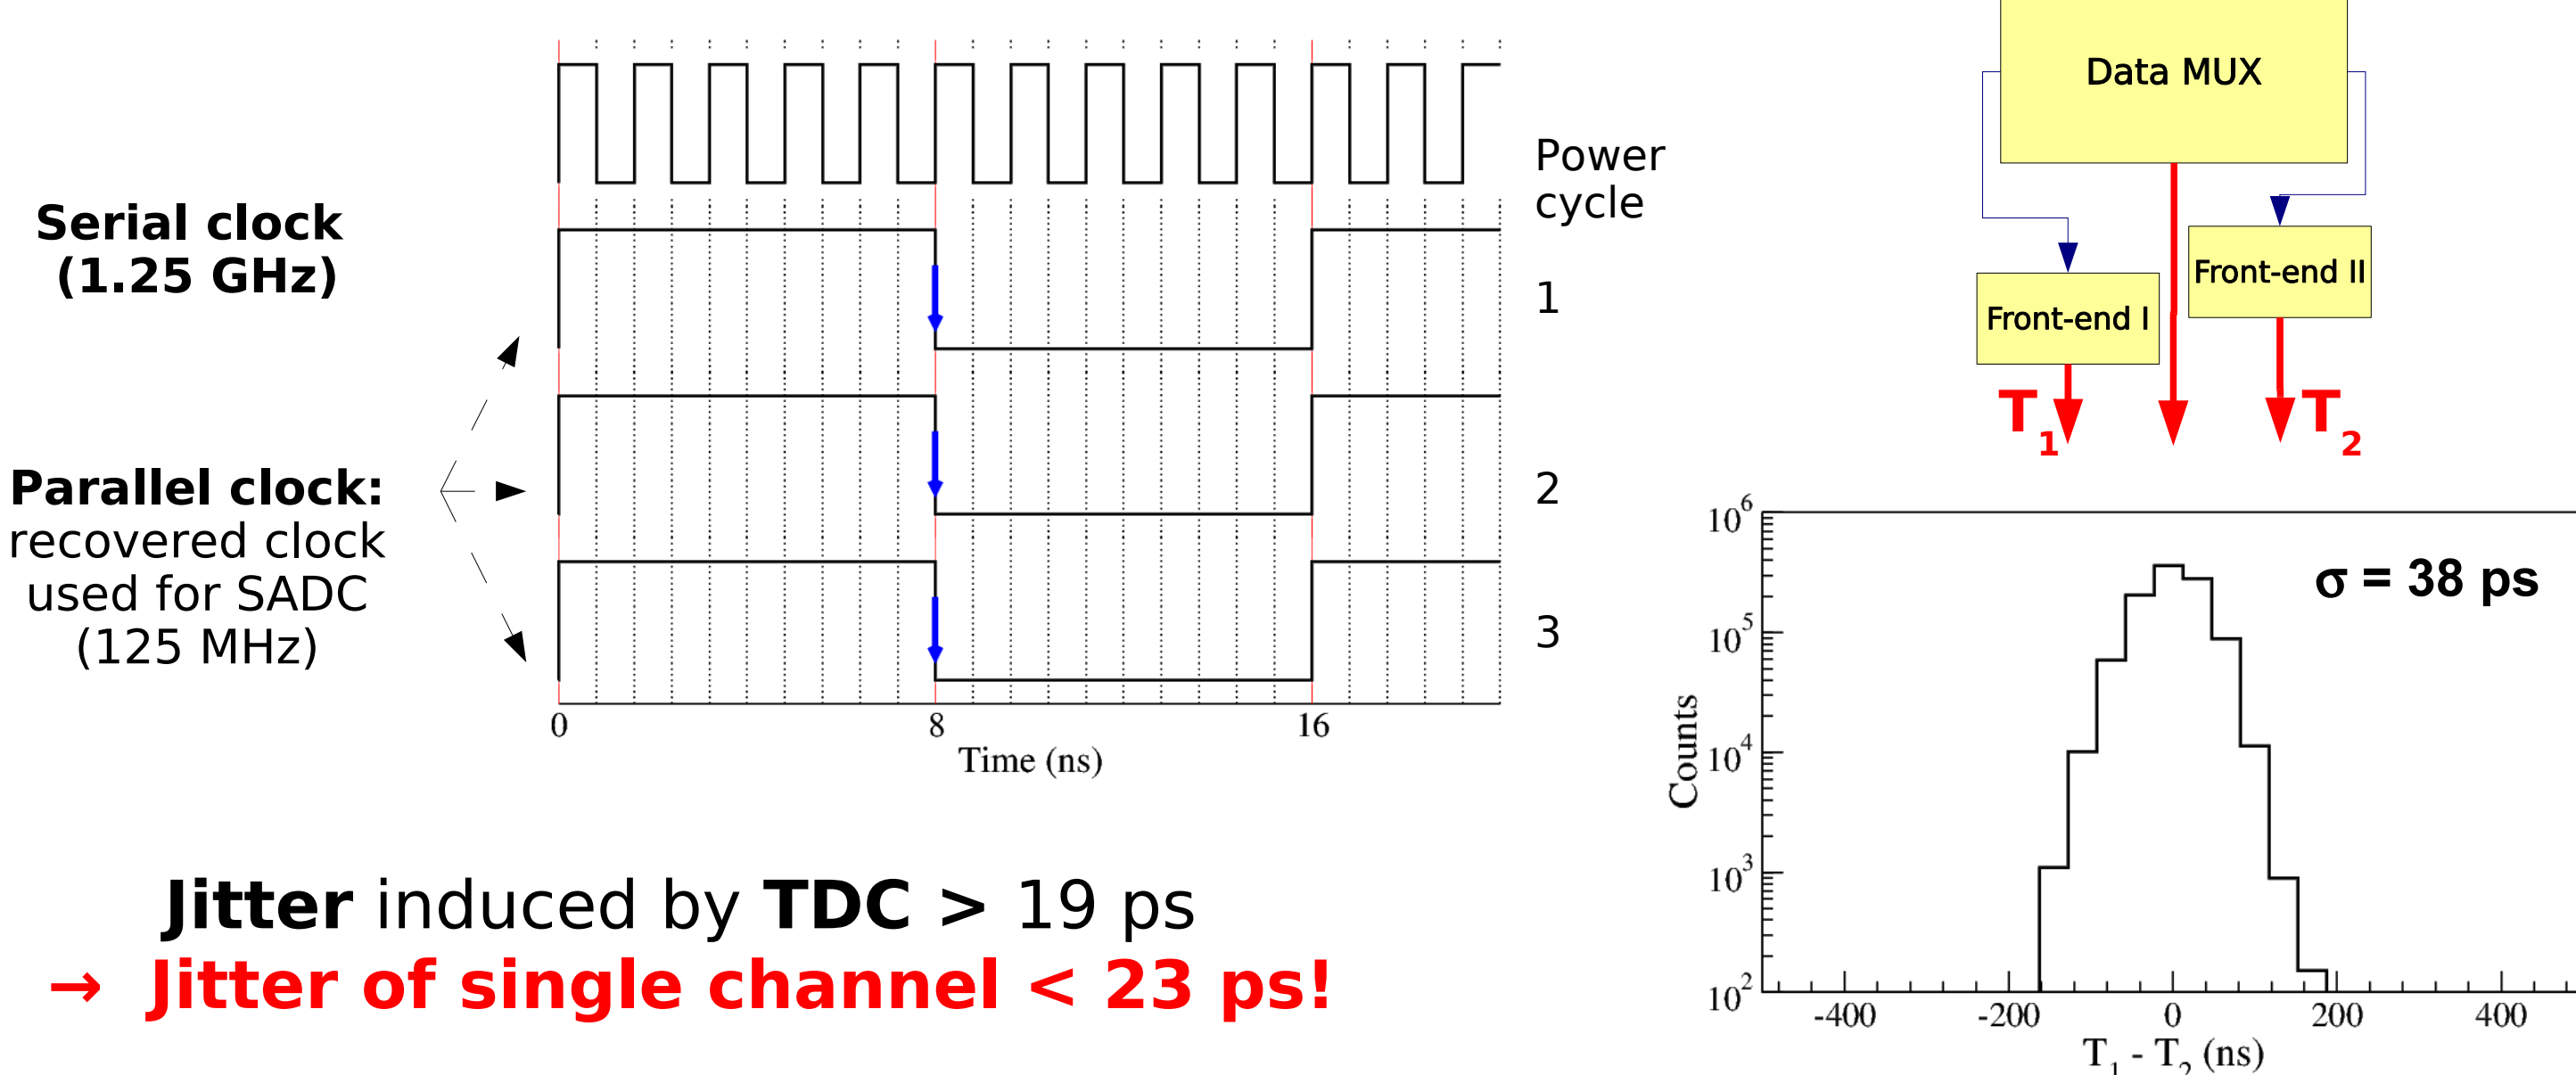 Serial clock
(1.25 GHz)
Parallel clock:
recovered clock
used for SADC
(125 MHz)
Power
cycle
1
2
3
0 8 16
Time (ns)
Data MUX
Front-end I
Front-end II
T1
T2
σ = 38 ps
10^6
10^5
10^4
10^3
10^2
Counts
-400 -200 0 200 400
T1 - T2 (ns)
Jitter induced by TDC > 19 ps
→ Jitter of single channel < 23 ps!